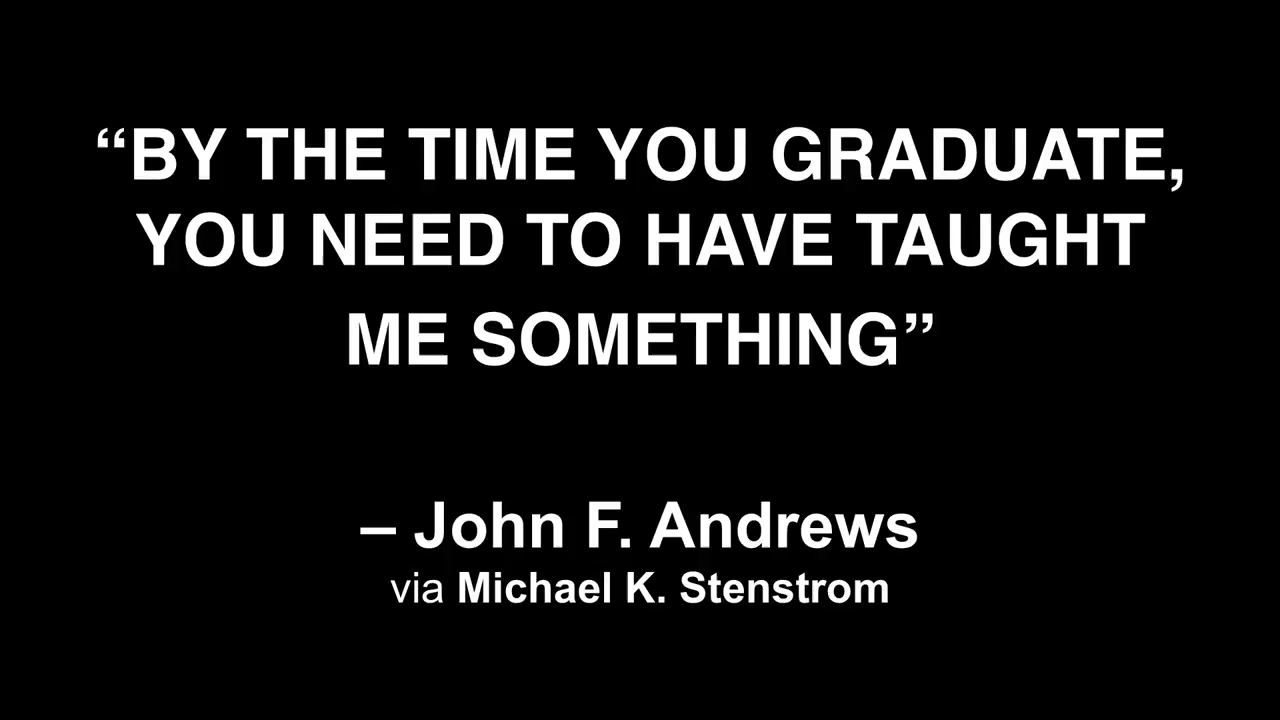 “BY THE TIME YOU GRADUATE,
YOU NEED TO HAVE TAUGHT
ME SOMETHING”
– John F. Andrews
via Michael K. Stenstrom